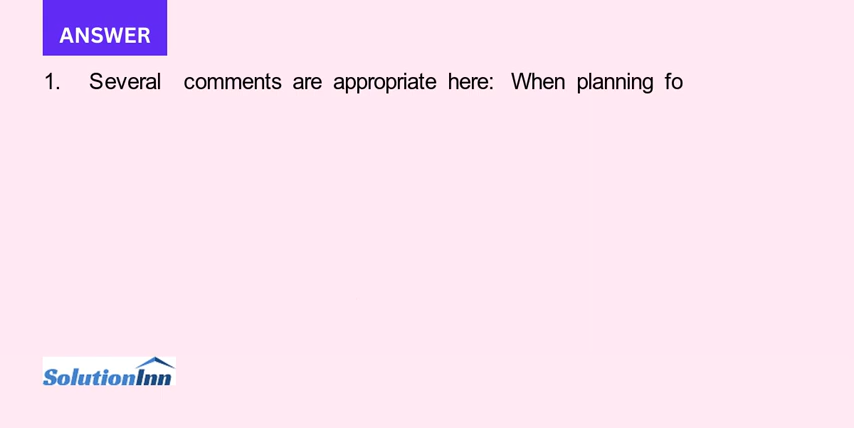 ANSWER
1. Several comments are appropriate here: When planning fo
SolutionInn